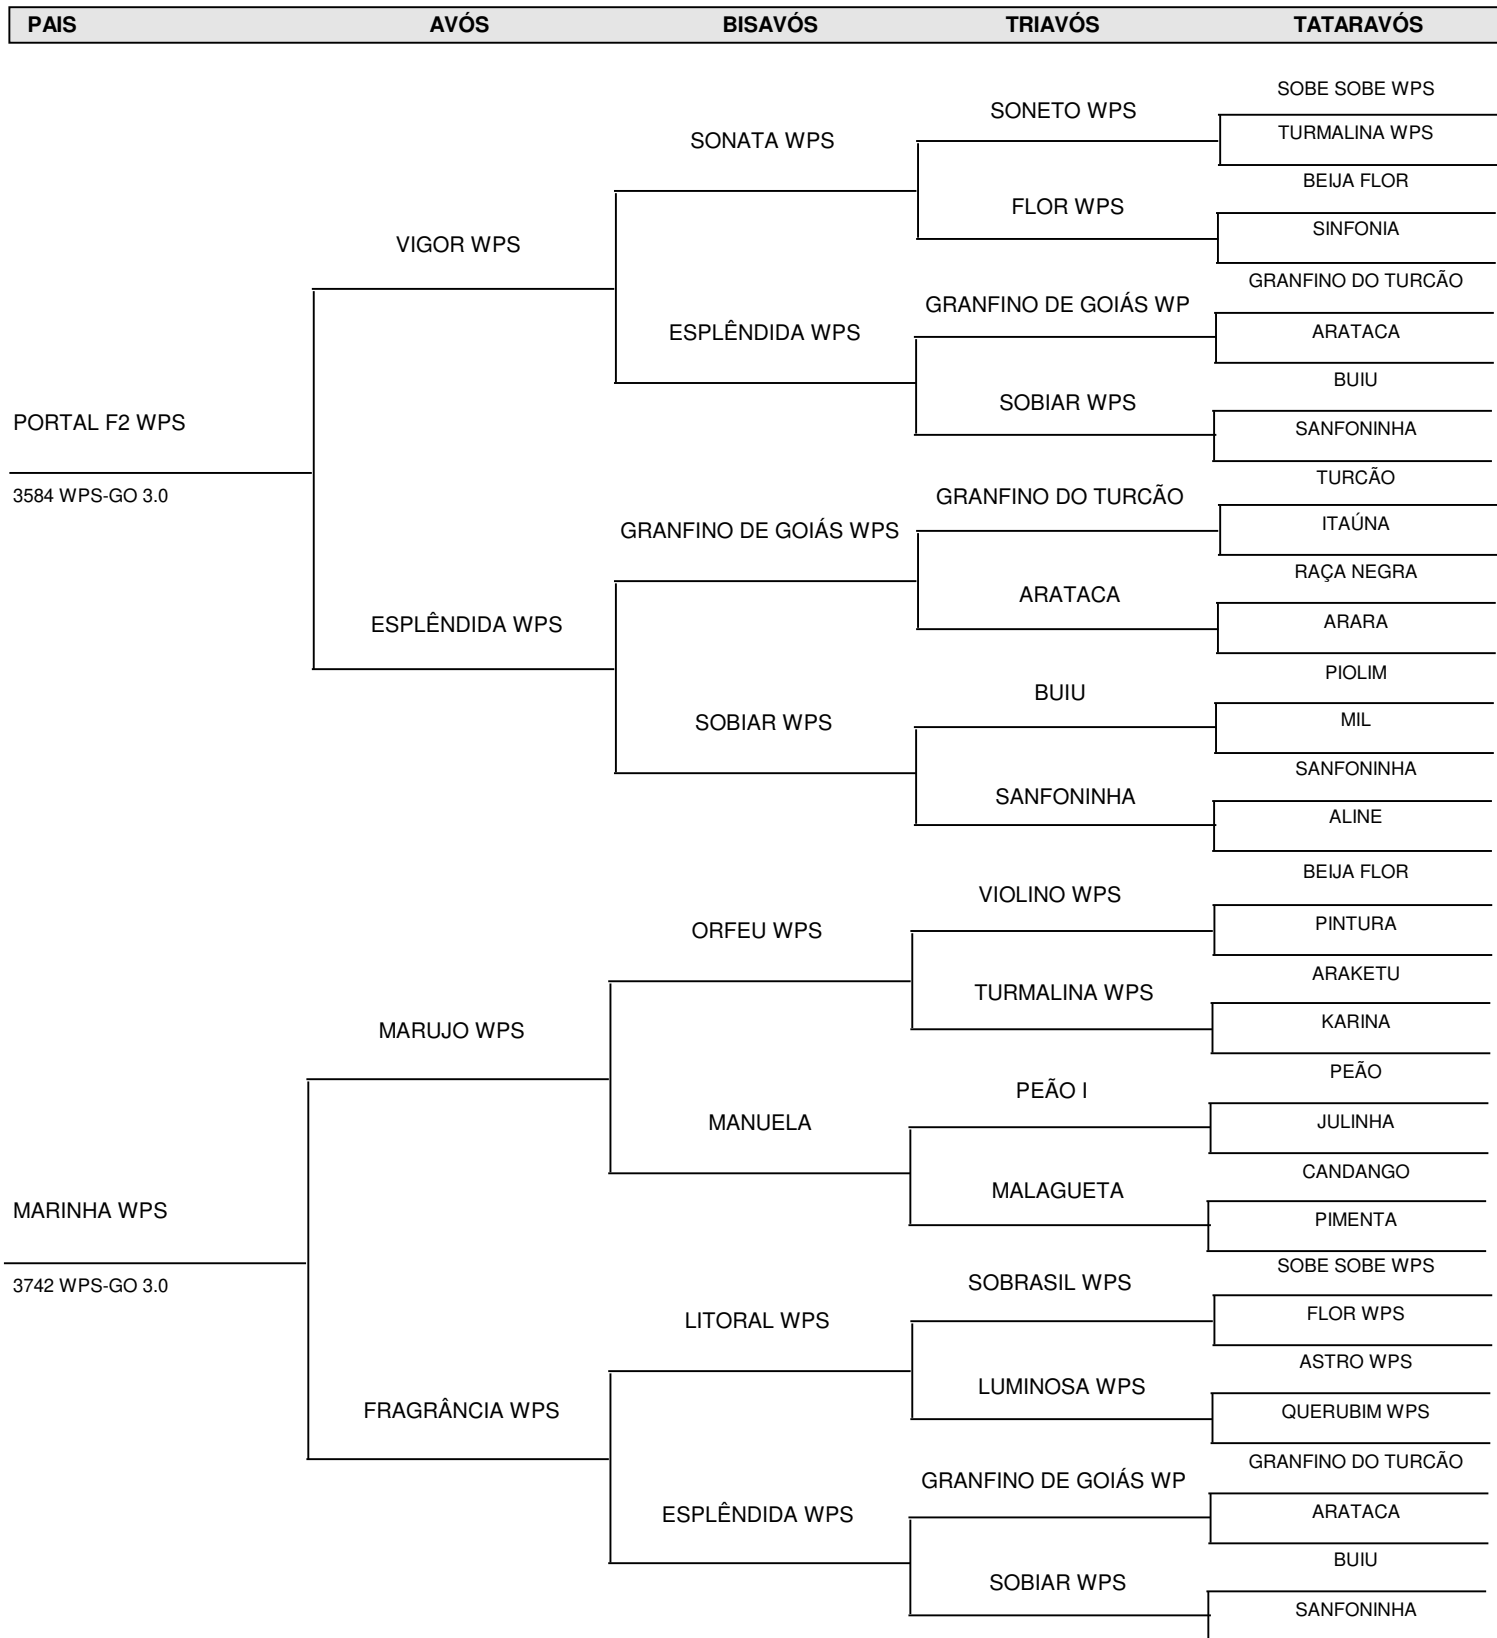 PAIS AVÓS BISAVÓS TRIAVÓS TATARAVÓS
SOBE SOBE WPS
SONETO WPS
TURMALINA WPS
SONATA WPS
BEIJA FLOR
FLOR WPS
SINFONIA
VIGOR WPS
GRANFINO DO TURCÃO
GRANFINO DE GOIÁS WP
ARATACA
ESPLÊNDIDA WPS
BUIU
SOBIAR WPS
PORTAL F2 WPS
SANFONINHA
TURCÃO
3584 WPS-GO 3.0
GRANFINO DO TURCÃO
ITAÚNA
GRANFINO DE GOIÁS WPS
RAÇA NEGRA
ARATACA
ARARA
ESPLÊNDIDA WPS
PIOLIM
BUIU
MIL
SOBIAR WPS
SANFONINHA
SANFONINHA
ALINE
BEIJA FLOR
VIOLINO WPS
PINTURA
ORFEU WPS
ARAKETU
TURMALINA WPS
KARINA
MARUJO WPS
PEÃO
PEÃO I
JULINHA
MANUELA
CANDANGO
MALAGUETA
MARINHA WPS
PIMENTA
SOBE SOBE WPS
SOBRASIL WPS
3742 WPS-GO 3.0
FLOR WPS
LITORAL WPS
ASTRO WPS
LUMINOSA WPS
FRAGRÂNCIA WPS
QUERUBIM WPS
GRANFINO DO TURCÃO
GRANFINO DE GOIÁS WP
ARATACA
ESPLÊNDIDA WPS
BUIU
SOBIAR WPS
SANFONINHA